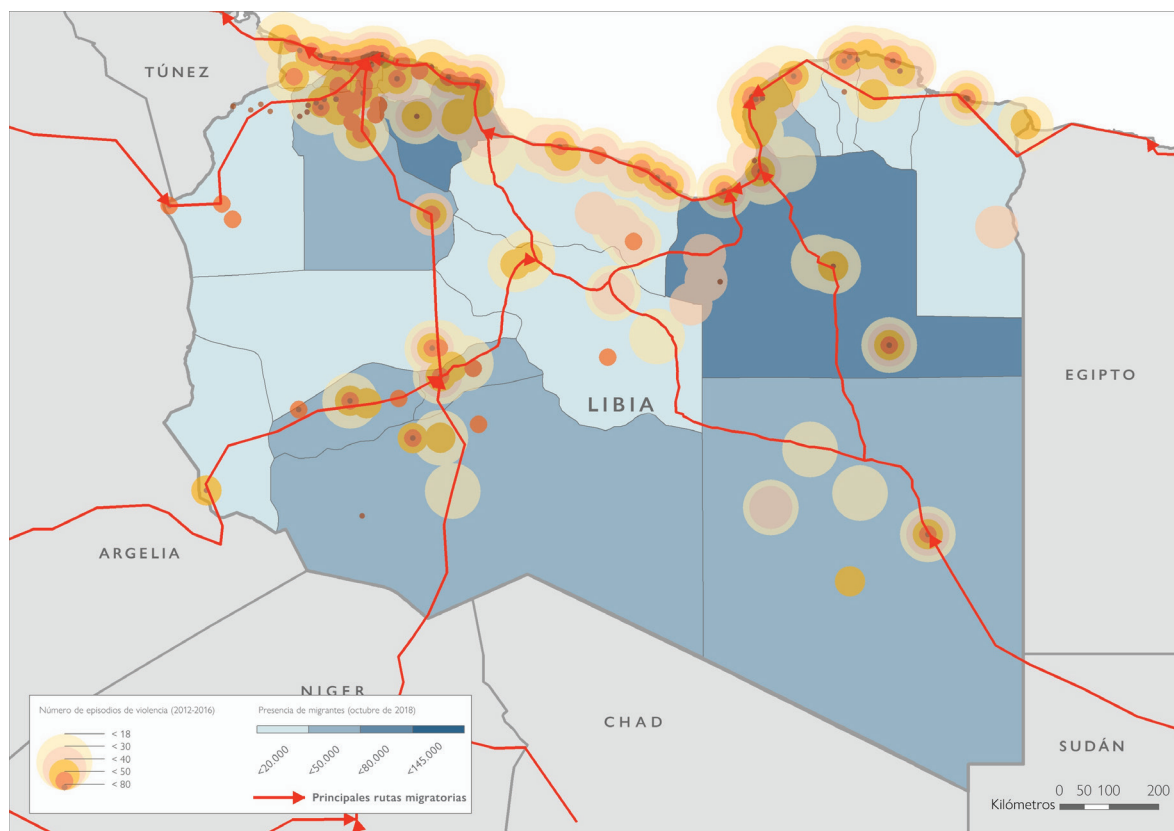 TÚNEZ
LIBIA
EGIPTO
ARGELIA
NIGER
CHAD
SUDÁN
Número de episodios de violencia (2012-2016)
< 18
< 30
< 40
< 50
< 80
Presencia de migrantes (octubre de 2018)
<20.000
<50.000
<80.000
<145.000
Principales rutas migratorias
Kilómetros
0 50 100 200